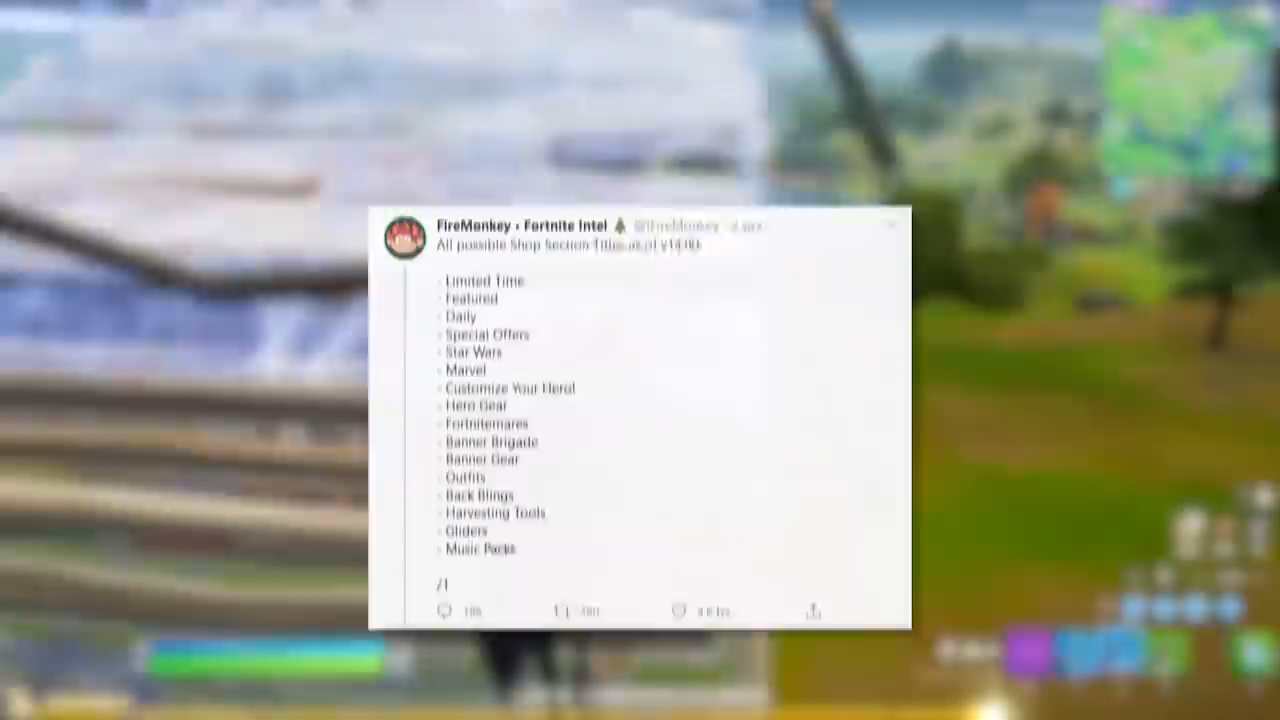 FireMonkey - Fortnite Intel
All possible Shop Section Titles as of
- Limited Time
- Featured
- Daily
- Special Offers
- Star Wars
- Marvel
- Customize Your Hero!
- Hero Gear
- Fortnitemares
- Banner Brigade
- Banner Gear
- Outfits
- Back Blings
- Harvesting Tools
- Gliders
- Music Packs
/1